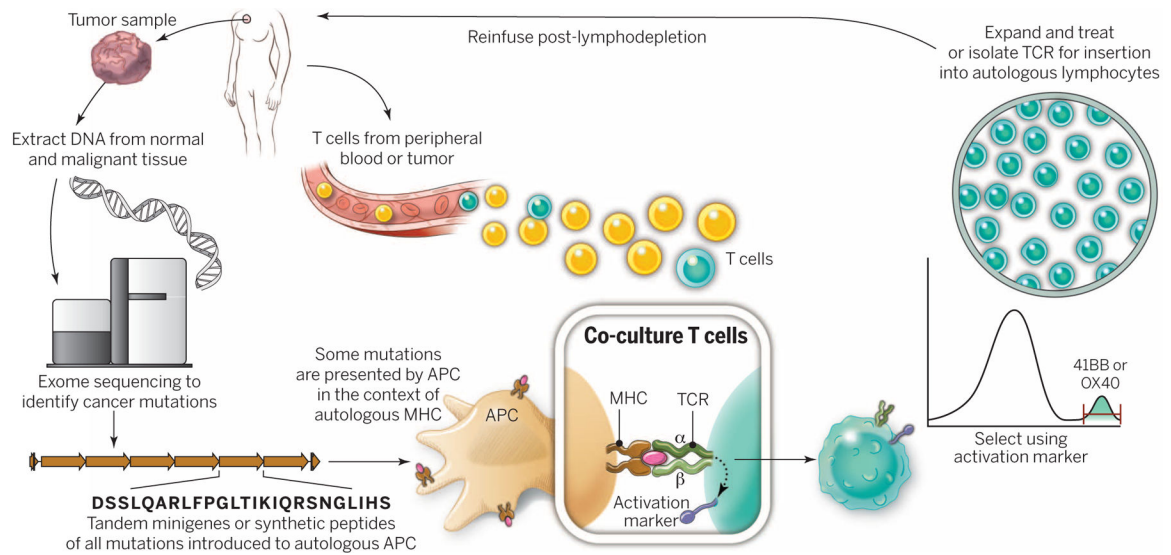 Tumor sample
Reinfuse post-lymphodepletion
Expand and treat
or isolate TCR for insertion
into autologous lymphocytes
Extract DNA from normal
and malignant tissue
T cells from peripheral
blood or tumor
T cells
Exome sequencing to
identify cancer mutations
Some mutations
are presented by APC
in the context of
autologous MHC
APC
Co-culture T cells
MHC
TCR
α
β
Activation
marker
41BB or
OX40
Select using
activation marker
DSSLQARLFPGLTIKIQRSNGLIHS
Tandem minigenes or synthetic peptides
of all mutations introduced to autologous APC